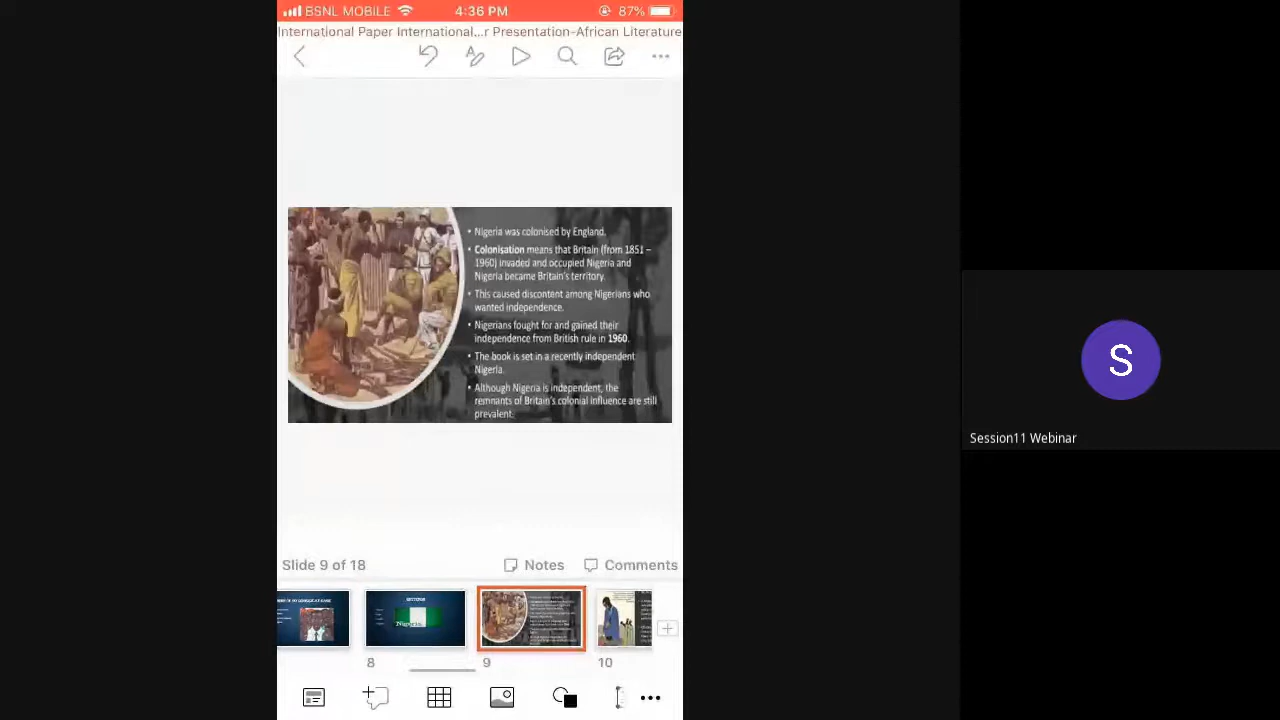 BSNL MOBILE 4:36 PM 87%
International Paper International...r Presentation-African Literature
• Nigeria was colonised by England.
• Colonisation means that Britain (from 1851 –
1960) invaded and occupied Nigeria and
Nigeria became Britain's territory.
• This caused discontent among Nigerians who
wanted independence.
• Nigerians fought for and gained their
independence from British rule in 1960.
• The book is set in a recently independent
Nigeria.
• Although Nigeria is independent, the
remnants of Britain's colonial influence are still
prevalent.
S
Session11 Webinar
Slide 9 of 18 Notes Comments
Nigeria
8 9 10